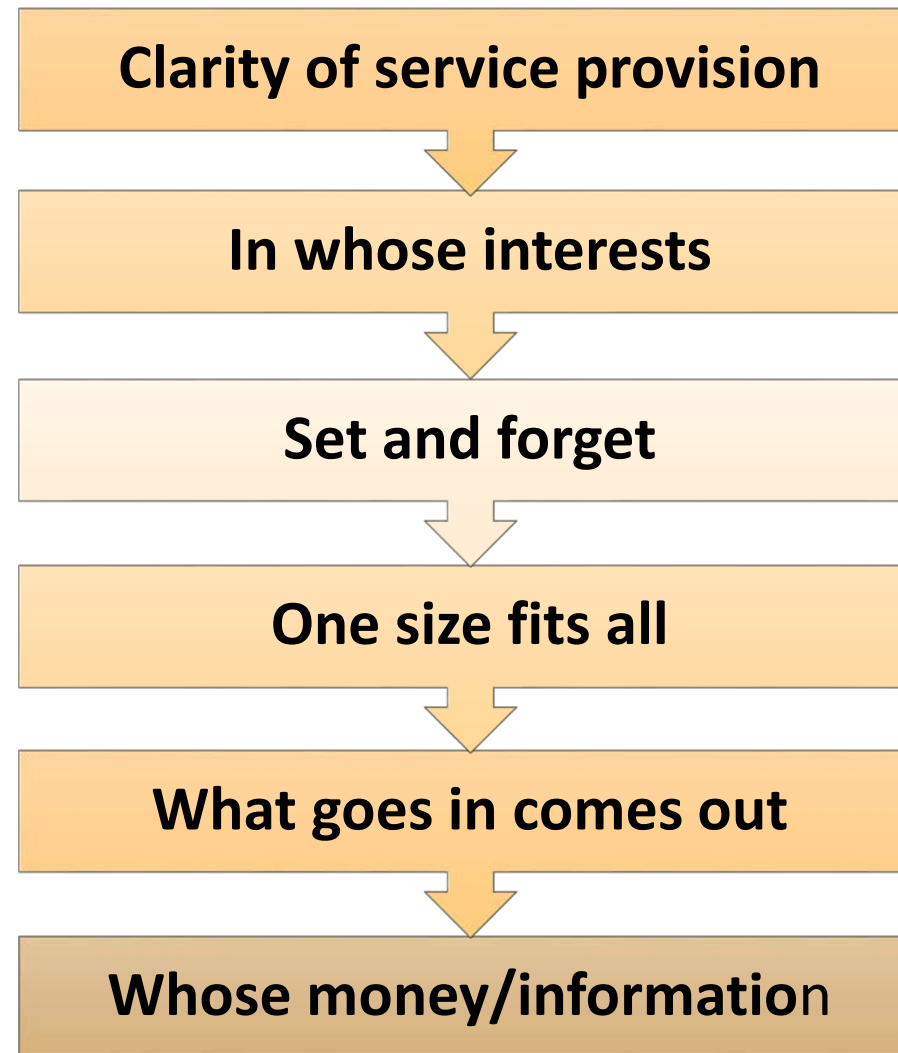 Clarity of service provision
In whose interests
Set and forget
One size fits all
What goes in comes out
Whose money/information